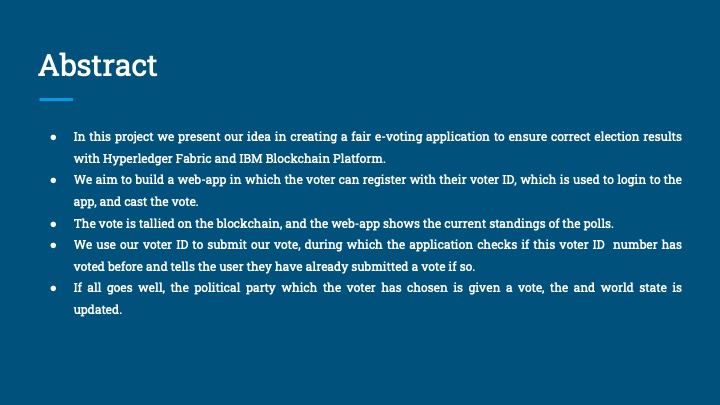 Abstract
● In this project we present our idea in creating a fair e-voting application to ensure correct election results
with Hyperledger Fabric and IBM Blockchain Platform.
● We aim to build a web-app in which the voter can register with their voter ID, which is used to login to the
app, and cast the vote.
● The vote is tallied on the blockchain, and the web-app shows the current standings of the polls.
● We use our voter ID to submit our vote, during which the application checks if this voter ID  number has
voted before and tells the user they have already submitted a vote if so.
● If all goes well, the political party which the voter has chosen is given a vote, the and world state is
updated.